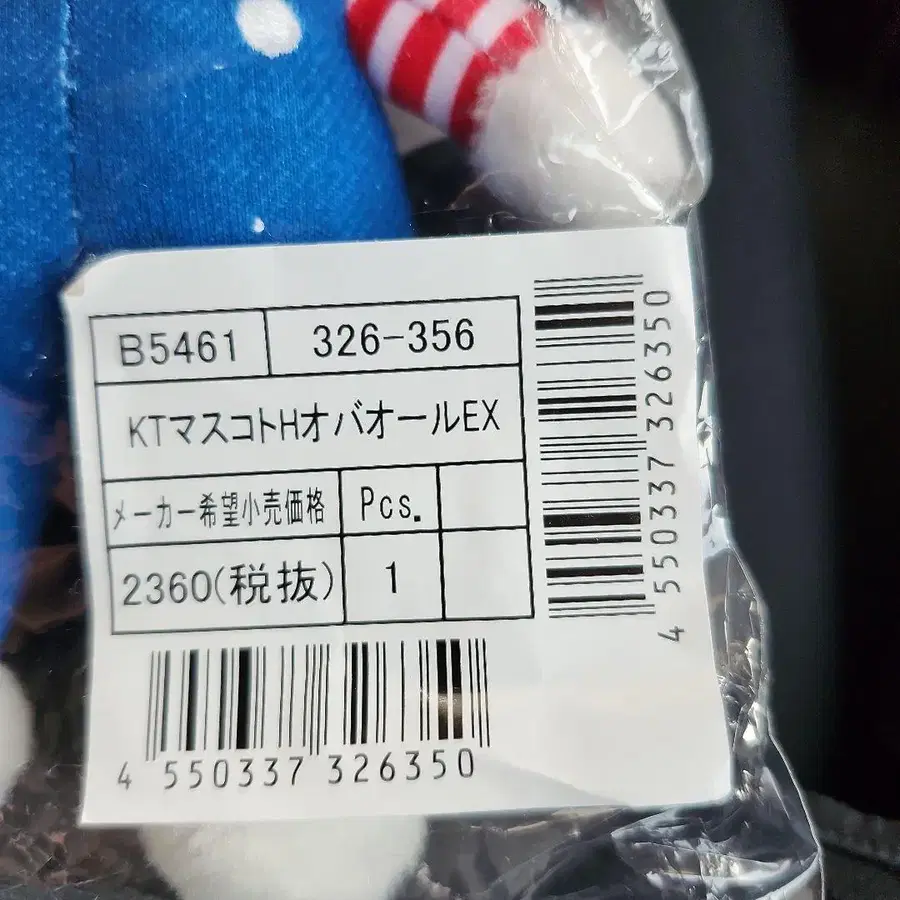 B5461 326-356
KTマスコトHオバオールEX
メーカー希望小売価格 Pcs.
2360(税抜) 1
4 550337 326350
4 550337 326350